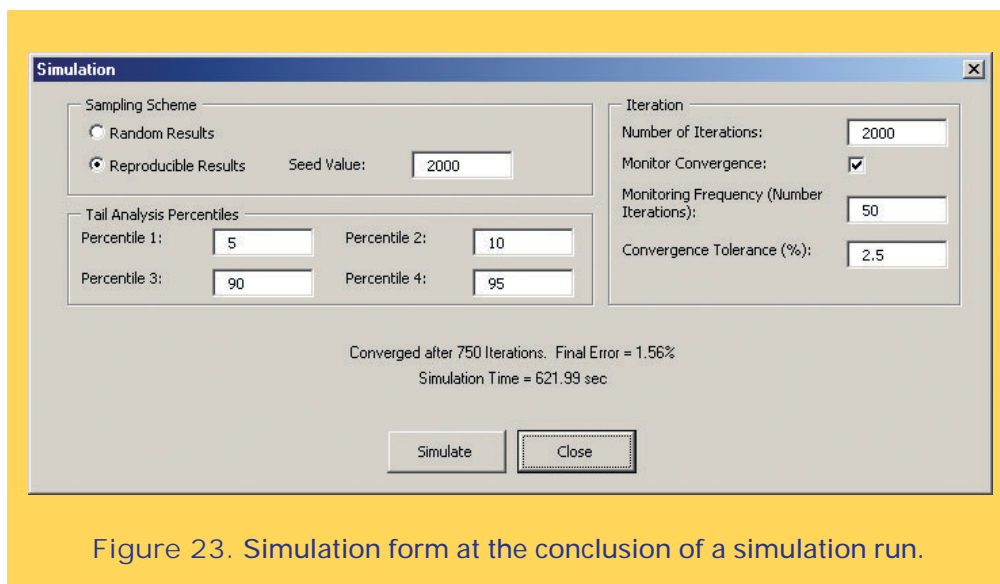 Simulation
Sampling Scheme
Random Results
Reproducible Results Seed Value: 2000
Tail Analysis Percentiles
Percentile 1: 5 Percentile 2: 10
Percentile 3: 90 Percentile 4: 95
Iteration
Number of Iterations: 2000
Monitor Convergence:
Monitoring Frequency (Number
Iterations): 50
Convergence Tolerance (%): 2.5
Converged after 750 Iterations. Final Error = 1.56%
Simulation Time = 621.99 sec
Simulate Close
Figure 23. Simulation form at the conclusion of a simulation run.